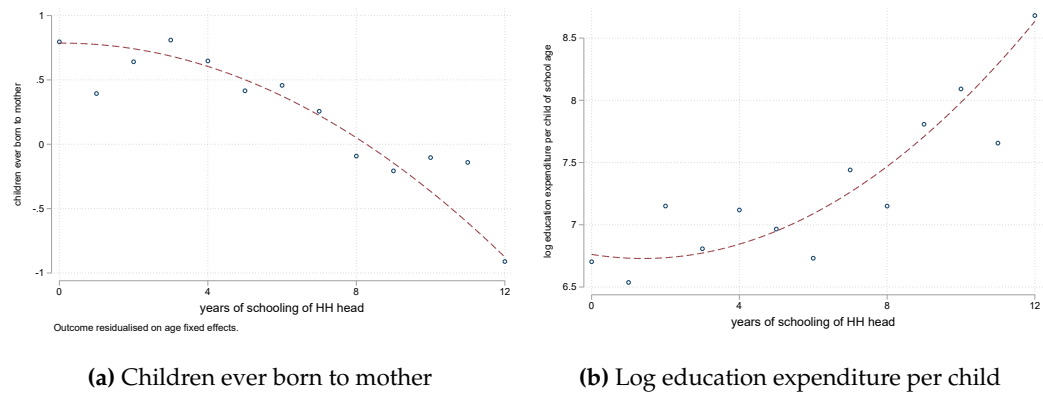 children ever born to mother
1
.5
0
-.5
-1
0 4 8 12
years of schooling of HH head
Outcome residualised on age fixed effects.
(a) Children ever born to mother
log education expenditure per child of school age
8.5
8
7.5
7
6.5
0 4 8 12
years of schooling of HH head
(b) Log education expenditure per child